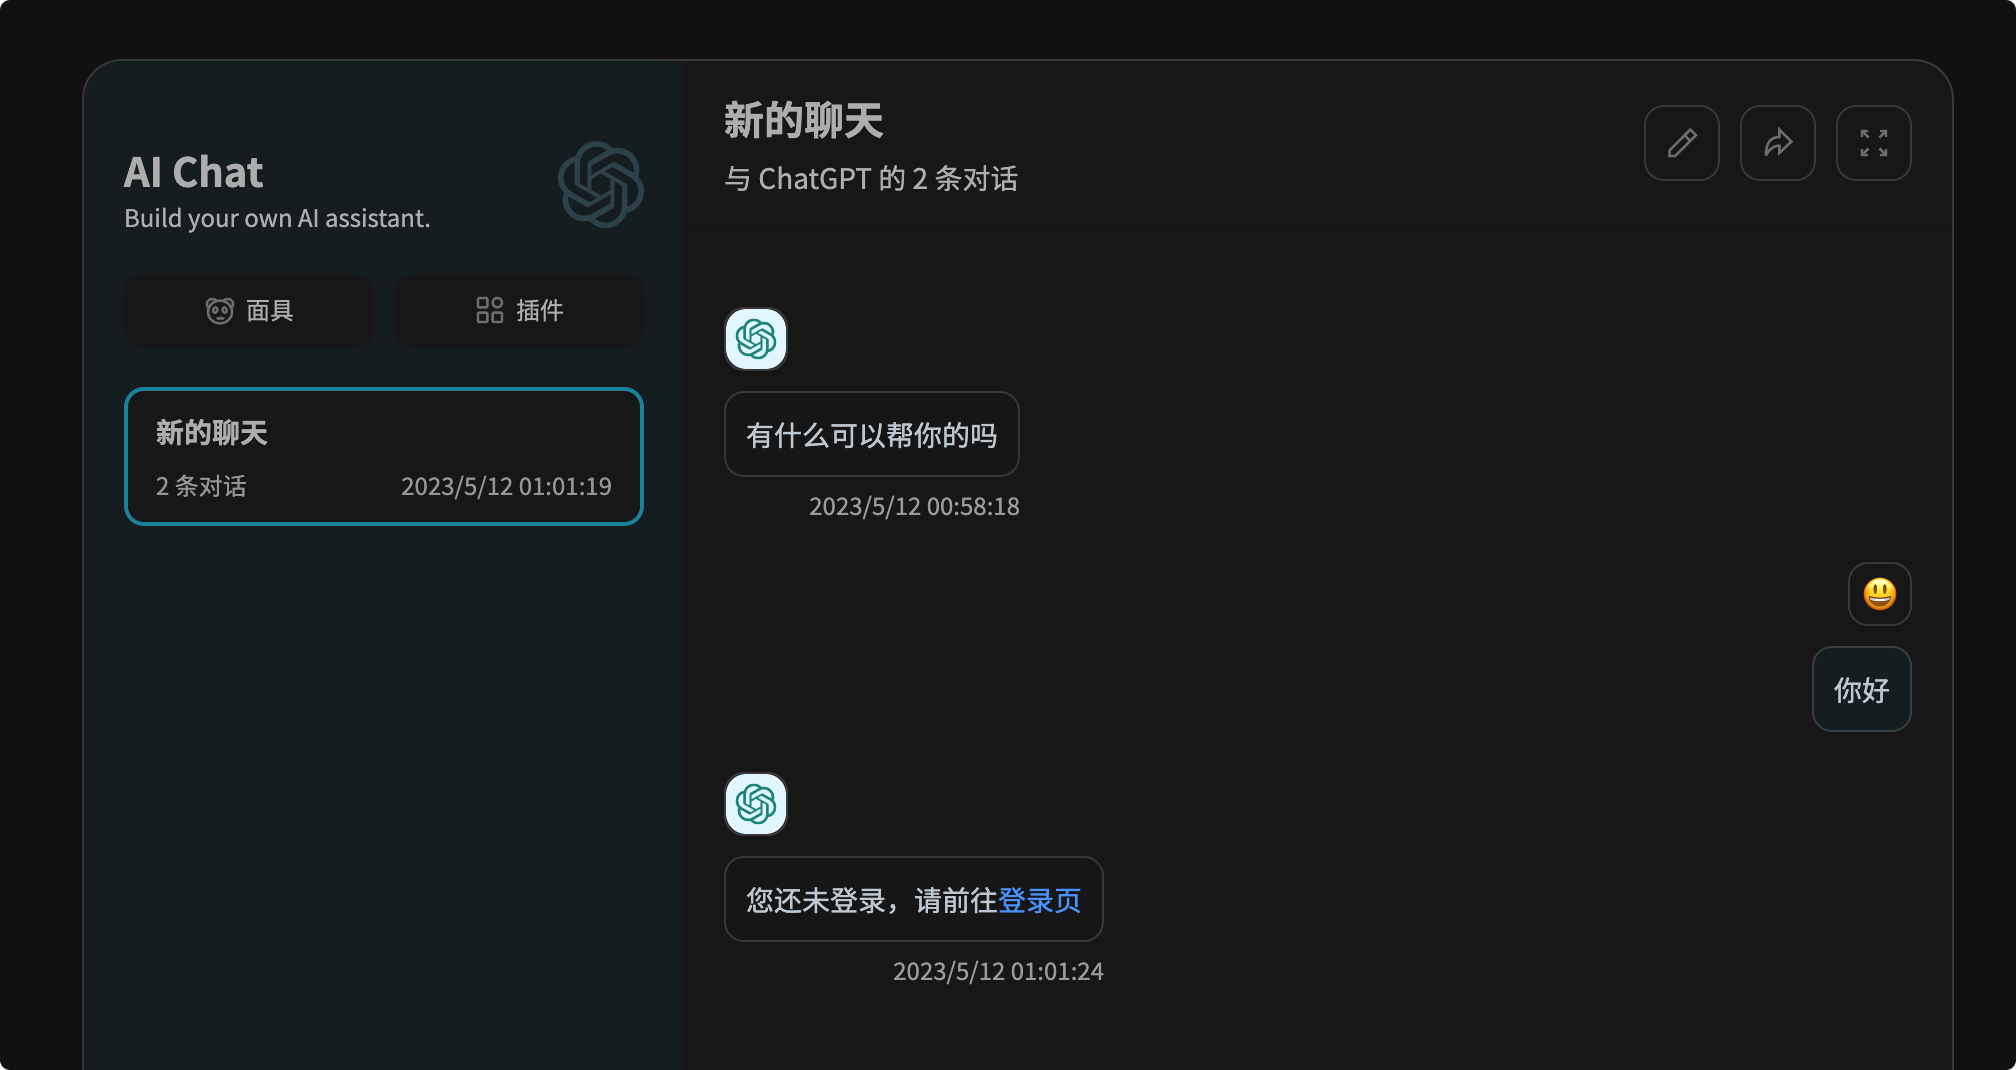 AI Chat
Build your own AI assistant.
面具
插件
新的聊天
2 条对话
2023/5/12 01:01:19
新的聊天
与 ChatGPT 的 2 条对话
有什么可以帮你的吗
2023/5/12 00:58:18
你好
您还未登录，请前往登录页
2023/5/12 01:01:24